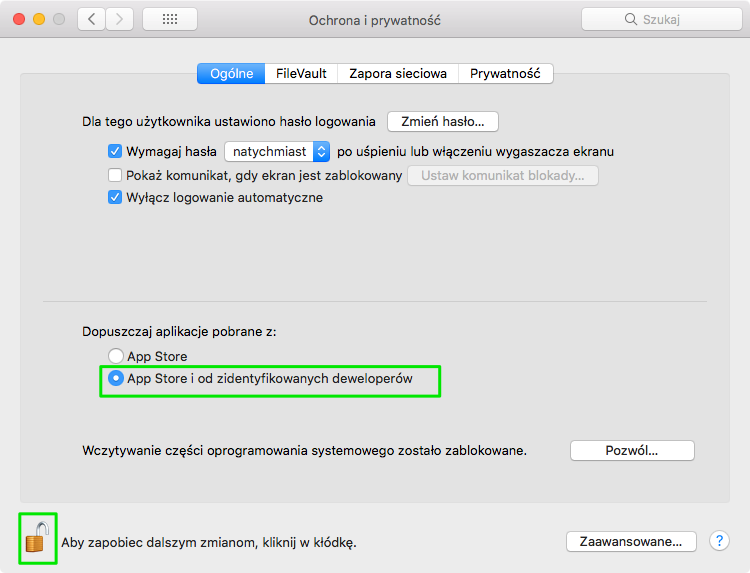 Ochrona i prywatność
Szukaj
Ogólne FileVault Zapora sieciowa Prywatność
Dla tego użytkownika ustawiono hasło logowania Zmień hasło...
Wymagaj hasła natychmiast po uśpieniu lub włączeniu wygaszacza ekranu
Pokaż komunikat, gdy ekran jest zablokowany Ustaw komunikat blokady...
Wyłącz logowanie automatyczne
Dopuszczaj aplikacje pobrane z:
App Store
App Store i od zidentyfikowanych deweloperów
Wczytywanie części oprogramowania systemowego zostało zablokowane. Pozwól...
Aby zapobiec dalszym zmianom, kliknij w kłódkę. Zaawansowane... ?